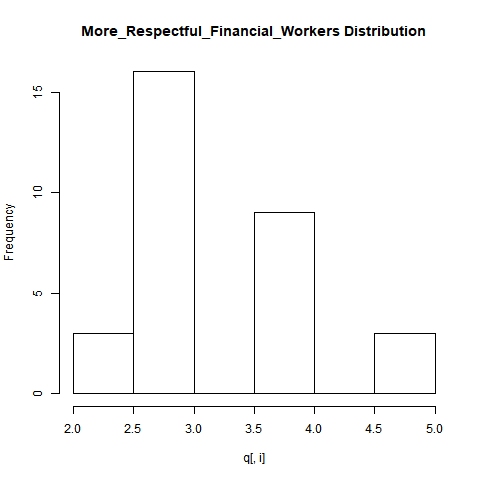 More_Respectful_Financial_Workers Distribution
Frequency
15
10
5
0
2.0 2.5 3.0 3.5 4.0 4.5 5.0
q[, i]